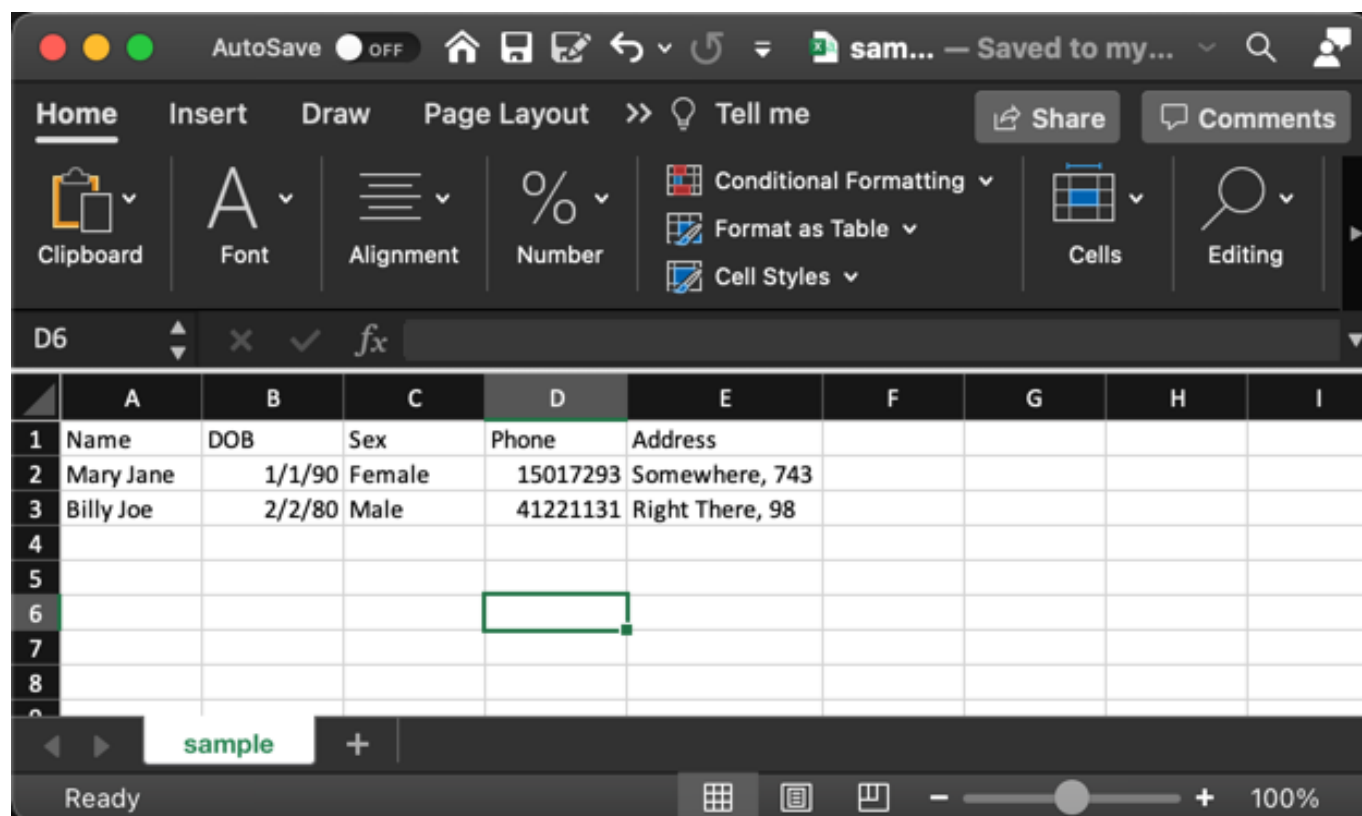 AutoSave OFF sam... — Saved to my...
Home Insert Draw Page Layout >> Tell me Share Comments
Clipboard Font Alignment Number Conditional Formatting Format as Table Cell Styles Cells Editing
D6 fx
A B C D E F G H I
1 Name DOB Sex Phone Address
2 Mary Jane 1/1/90 Female 15017293 Somewhere, 743
3 Billy Joe 2/2/80 Male 41221131 Right There, 98
4
5
6
7
8
sample +
Ready - + 100%